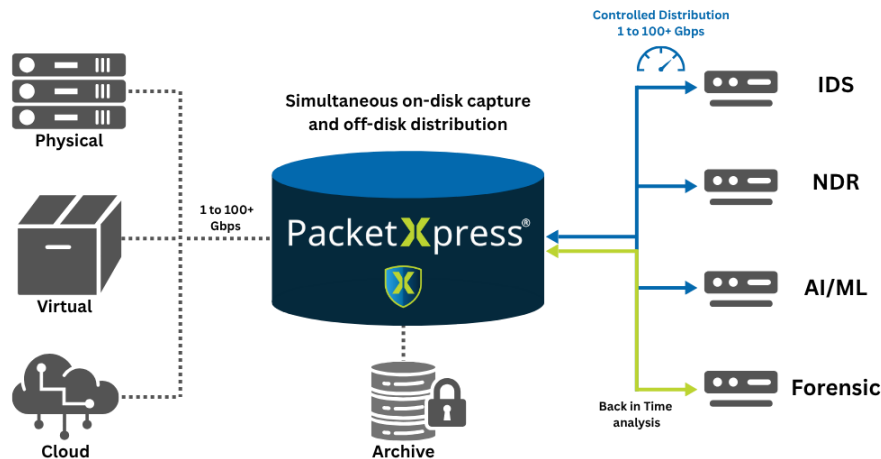 Controlled Distribution
1 to 100+ Gbps
Simultaneous on-disk capture
and off-disk distribution
Physical
1 to 100+
Gbps
Virtual
Cloud
PacketXpress®
X
Archive
IDS
NDR
AI/ML
Forensic
Back in Time
analysis